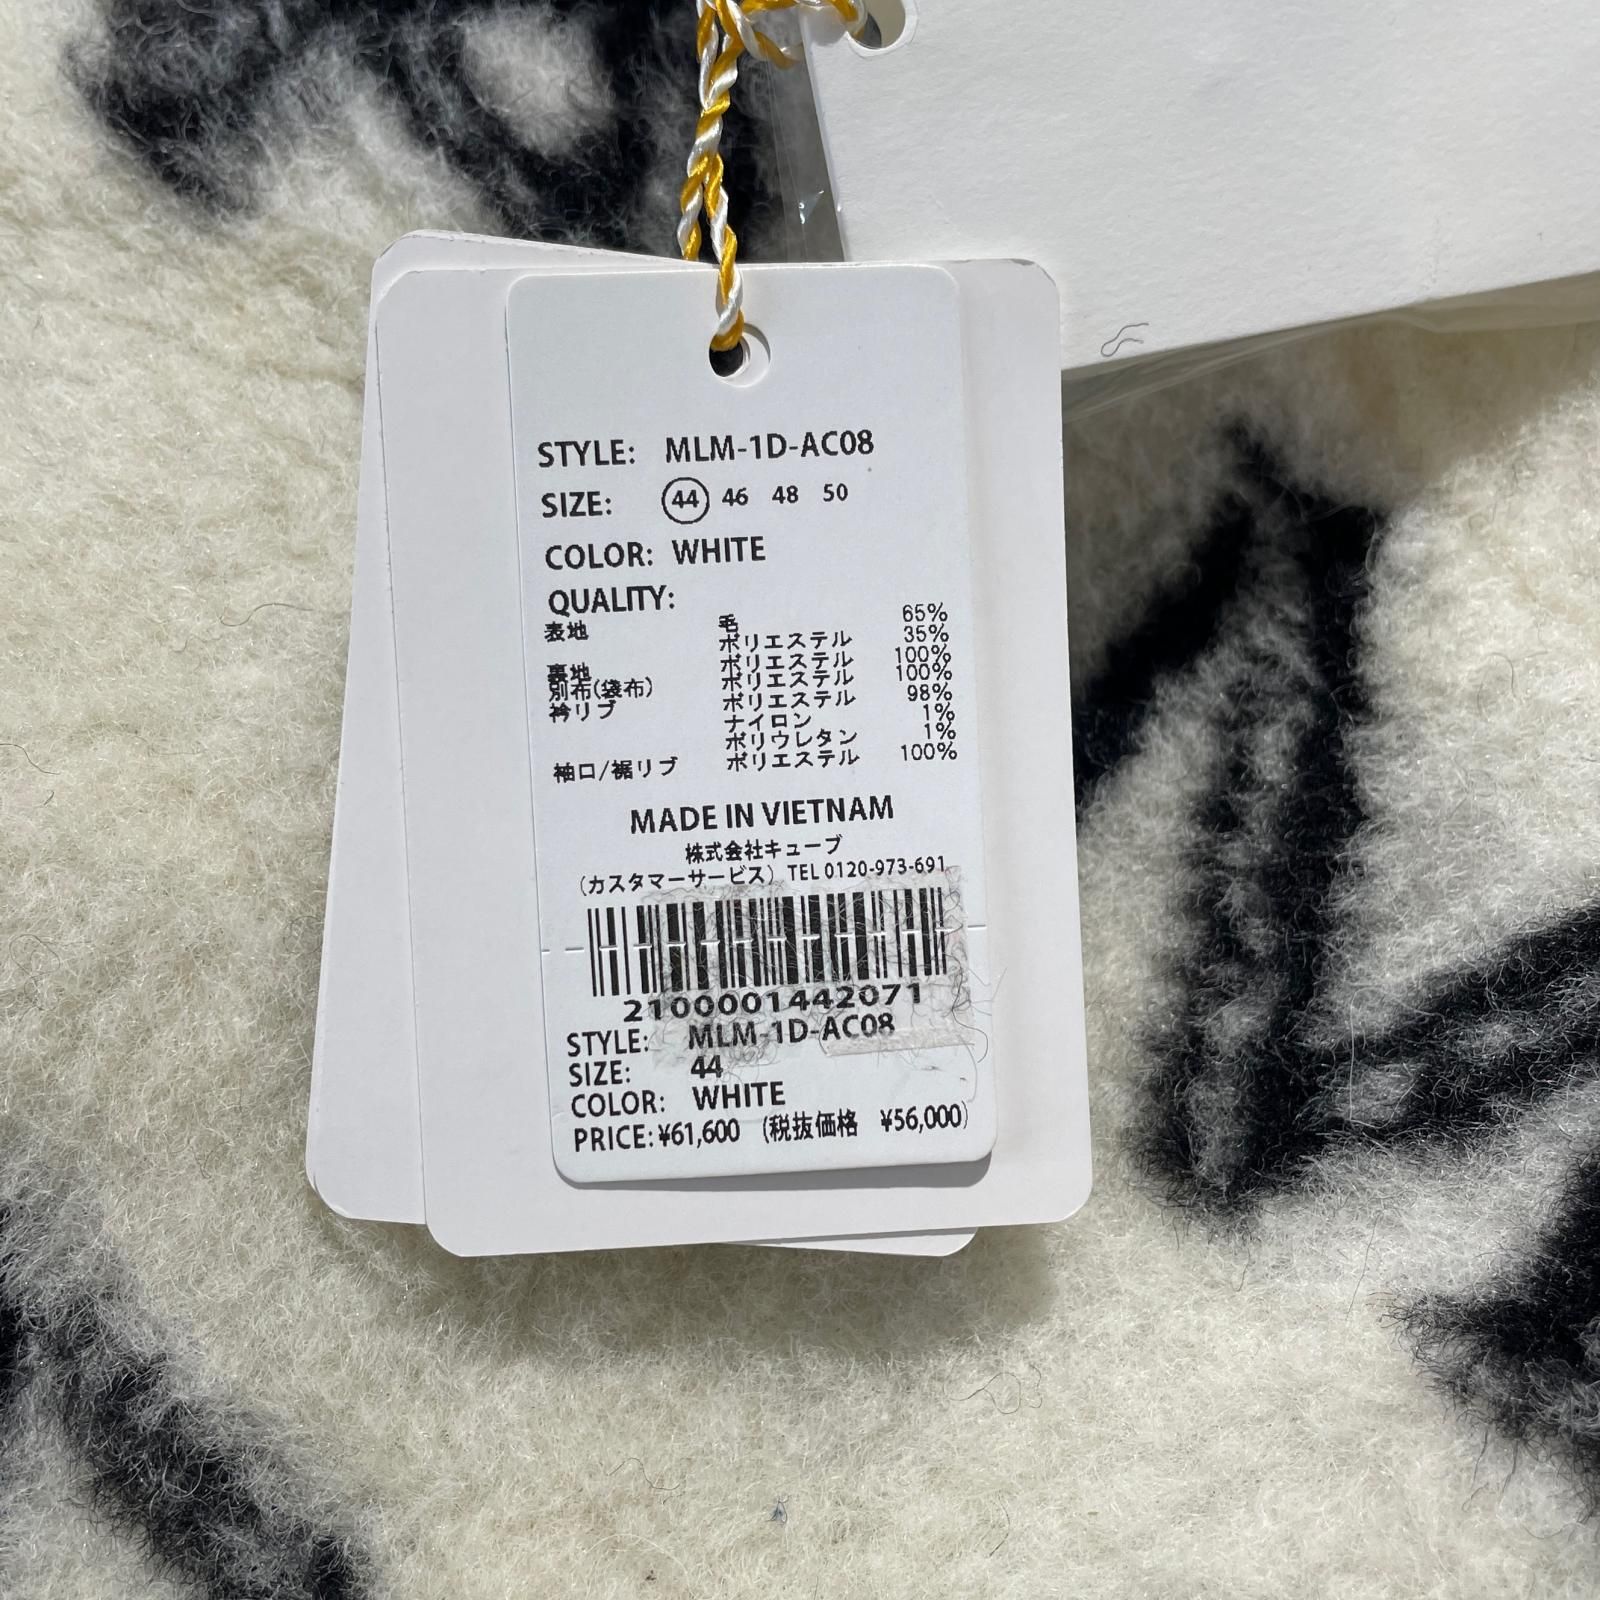 STYLE: MLM-1D-AC08
SIZE: 44 46 48 50
COLOR: WHITE
QUALITY:
表地 毛 65%
ポリエステル 35%
裏地 ポリエステル 100%
別布(袋布) ポリエステル 100%
衿リブ ポリエステル 98%
ナイロン 1%
ポリウレタン 1%
袖口/裾リブ ポリエステル 100%
MADE IN VIETNAM
株式会社キューブ
(カスタマーサービス) TEL 0120-973-691
2100001442071
STYLE: MLM-1D-AC08
SIZE: 44
COLOR: WHITE
PRICE: ¥61,600 (税抜価格 ¥56,000)